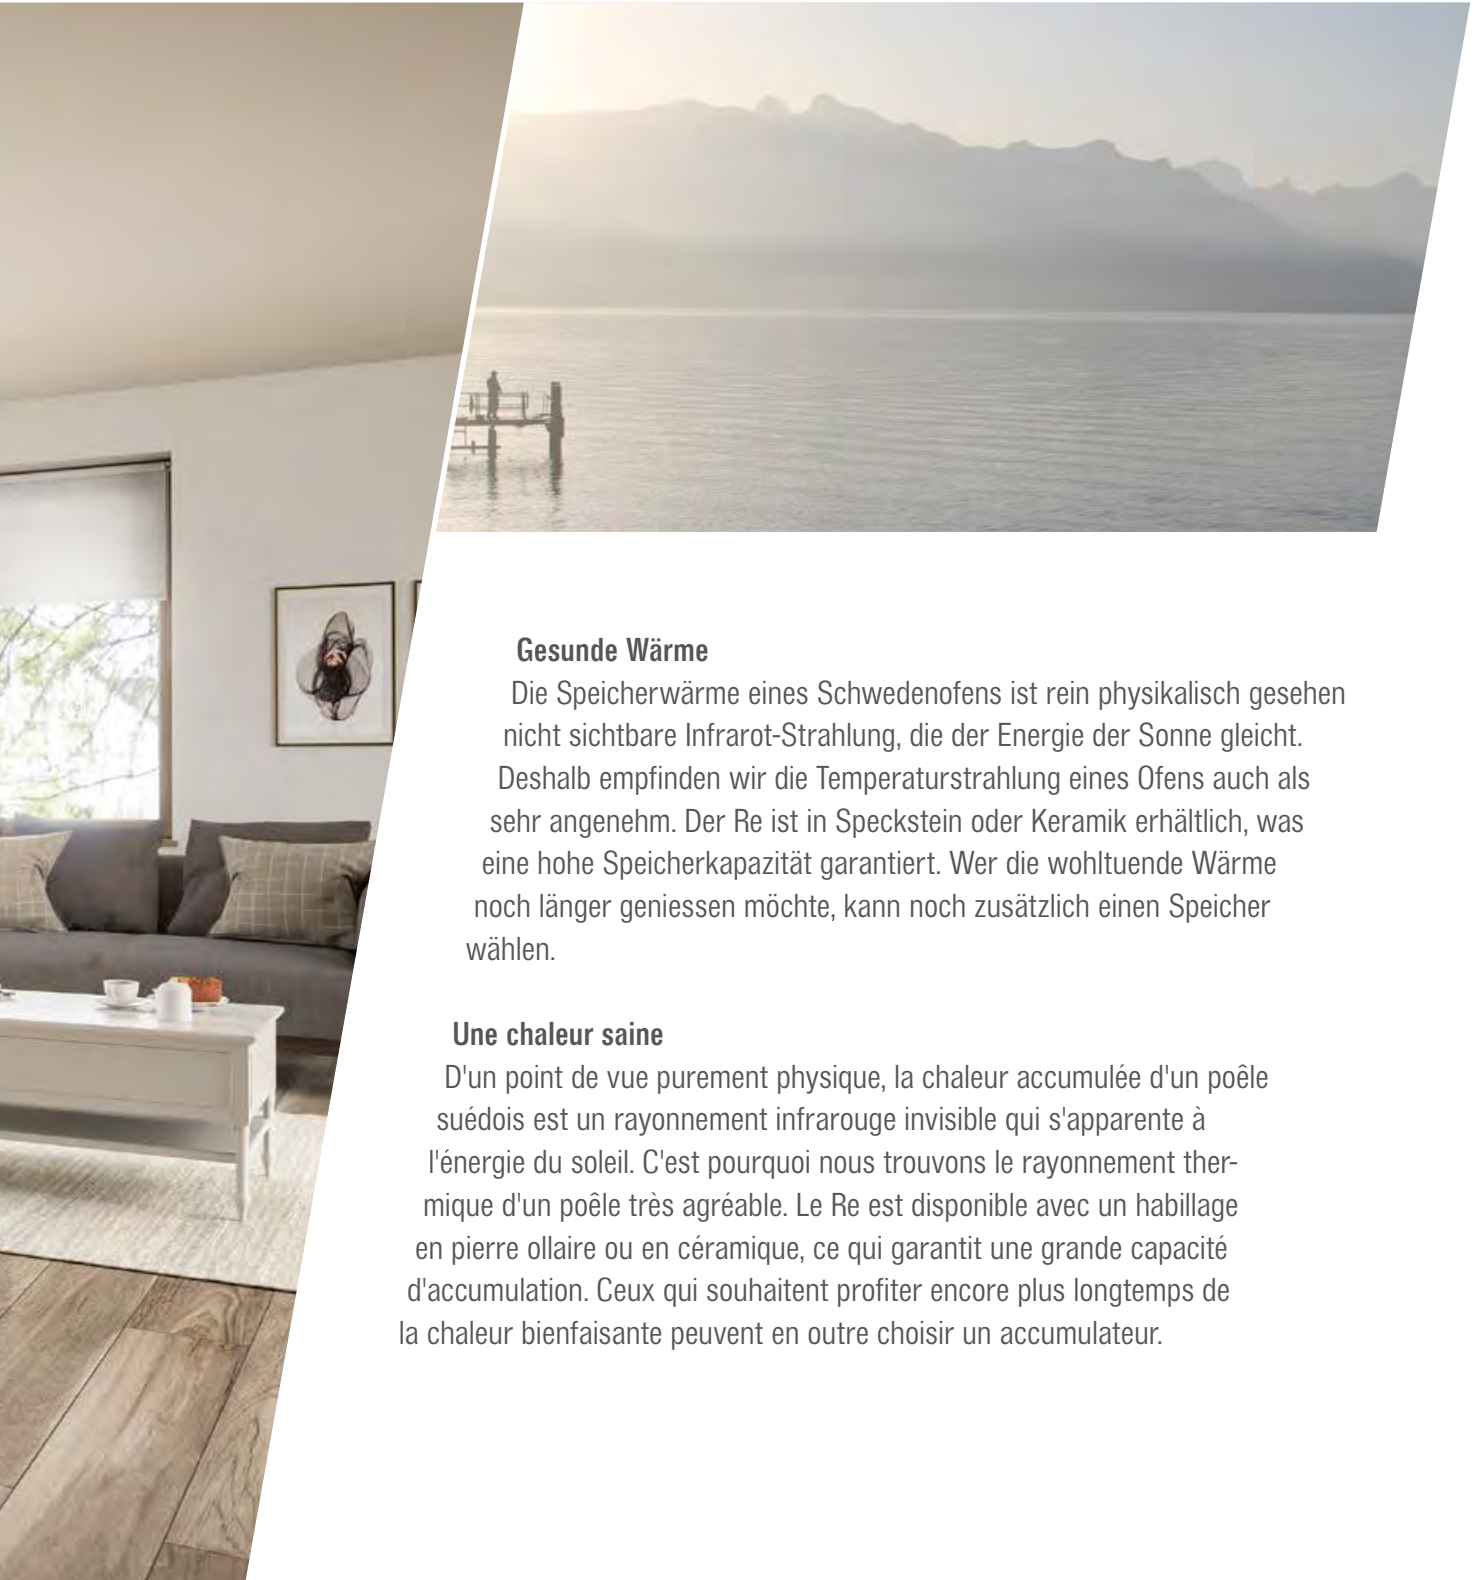 Gesunde Wärme
Die Speicherwärme eines Schwedenofens ist rein physikalisch gesehen
nicht sichtbare Infrarot-Strahlung, die der Energie der Sonne gleicht.
Deshalb empfinden wir die Temperaturstrahlung eines Ofens auch als
sehr angenehm. Der Re ist in Speckstein oder Keramik erhältlich, was
eine hohe Speicherkapazität garantiert. Wer die wohltuende Wärme
noch länger geniessen möchte, kann noch zusätzlich einen Speicher
wählen.
Une chaleur saine
D'un point de vue purement physique, la chaleur accumulée d'un poêle
suédois est un rayonnement infrarouge invisible qui s'apparente à
l'énergie du soleil. C'est pourquoi nous trouvons le rayonnement ther-
mique d'un poêle très agréable. Le Re est disponible avec un habillage
en pierre ollaire ou en céramique, ce qui garantit une grande capacité
d'accumulation. Ceux qui souhaitent profiter encore plus longtemps de
la chaleur bienfaisante peuvent en outre choisir un accumulateur.